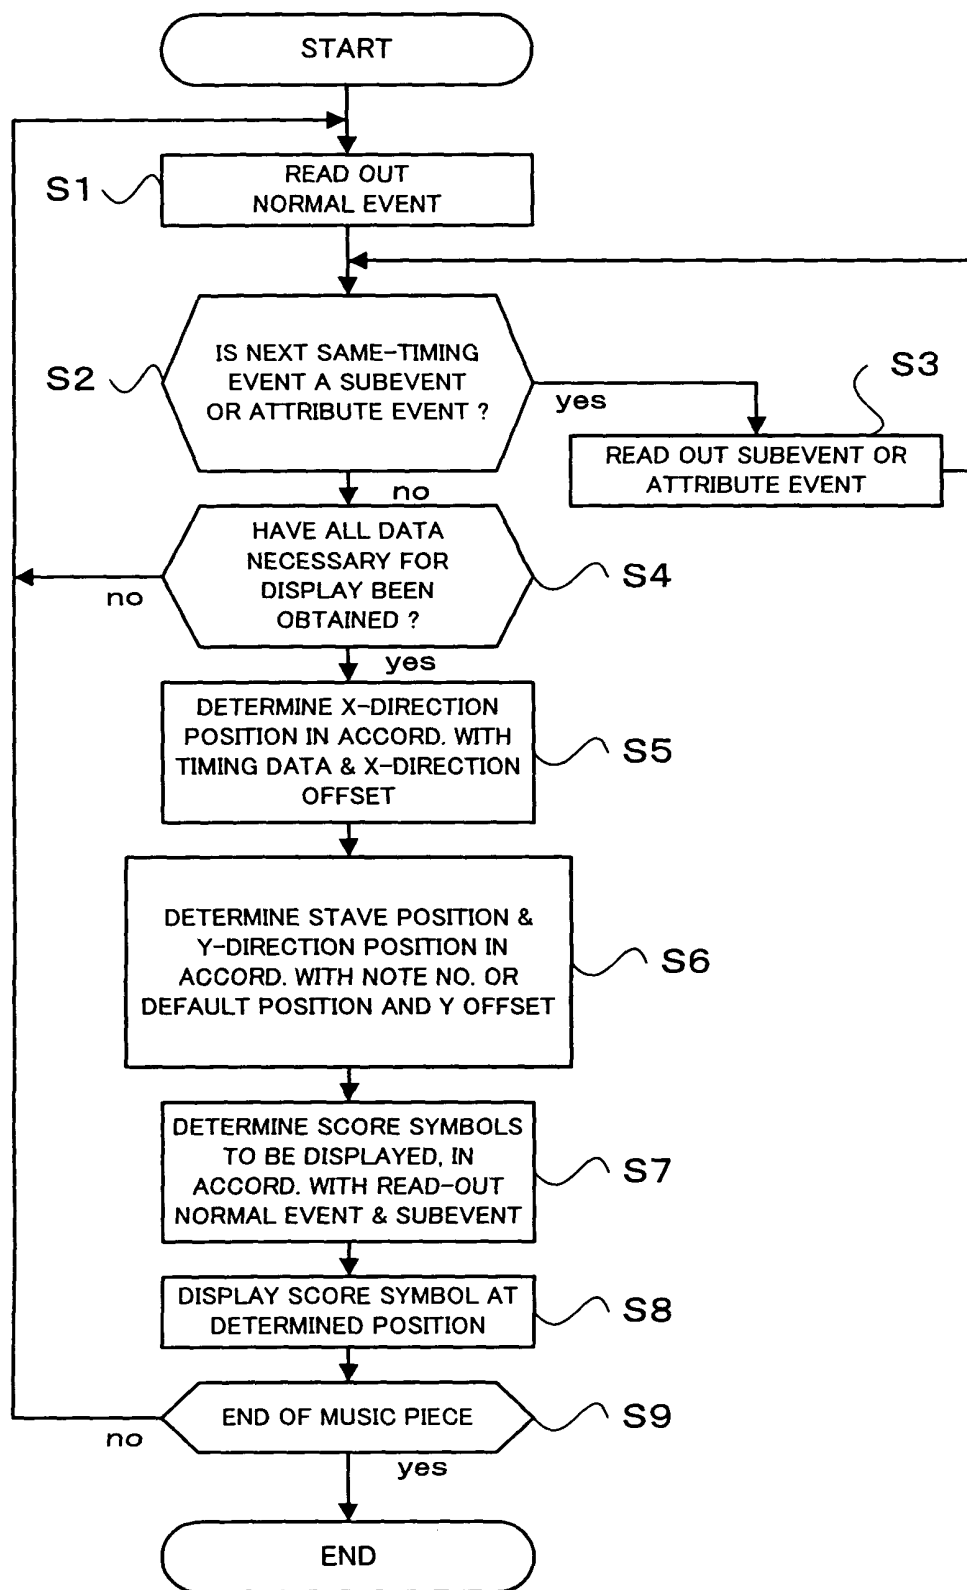 START
S1
READ OUT
NORMAL EVENT
S2
IS NEXT SAME-TIMING
EVENT A SUBEVENT
OR ATTRIBUTE EVENT ?
yes
S3
READ OUT SUBEVENT OR
ATTRIBUTE EVENT
no
HAVE ALL DATA
NECESSARY FOR
DISPLAY BEEN
OBTAINED ?
S4
no
yes
DETERMINE X-DIRECTION
POSITION IN ACCORD. WITH
TIMING DATA & X-DIRECTION
OFFSET
S5
DETERMINE STAVE POSITION &
Y-DIRECTION POSITION IN
ACCORD. WITH NOTE NO. OR
DEFAULT POSITION AND Y OFFSET
S6
DETERMINE SCORE SYMBOLS
TO BE DISPLAYED, IN
ACCORD. WITH READ-OUT
NORMAL EVENT & SUBEVENT
S7
DISPLAY SCORE SYMBOL AT
DETERMINED POSITION
S8
END OF MUSIC PIECE
S9
no
yes
END